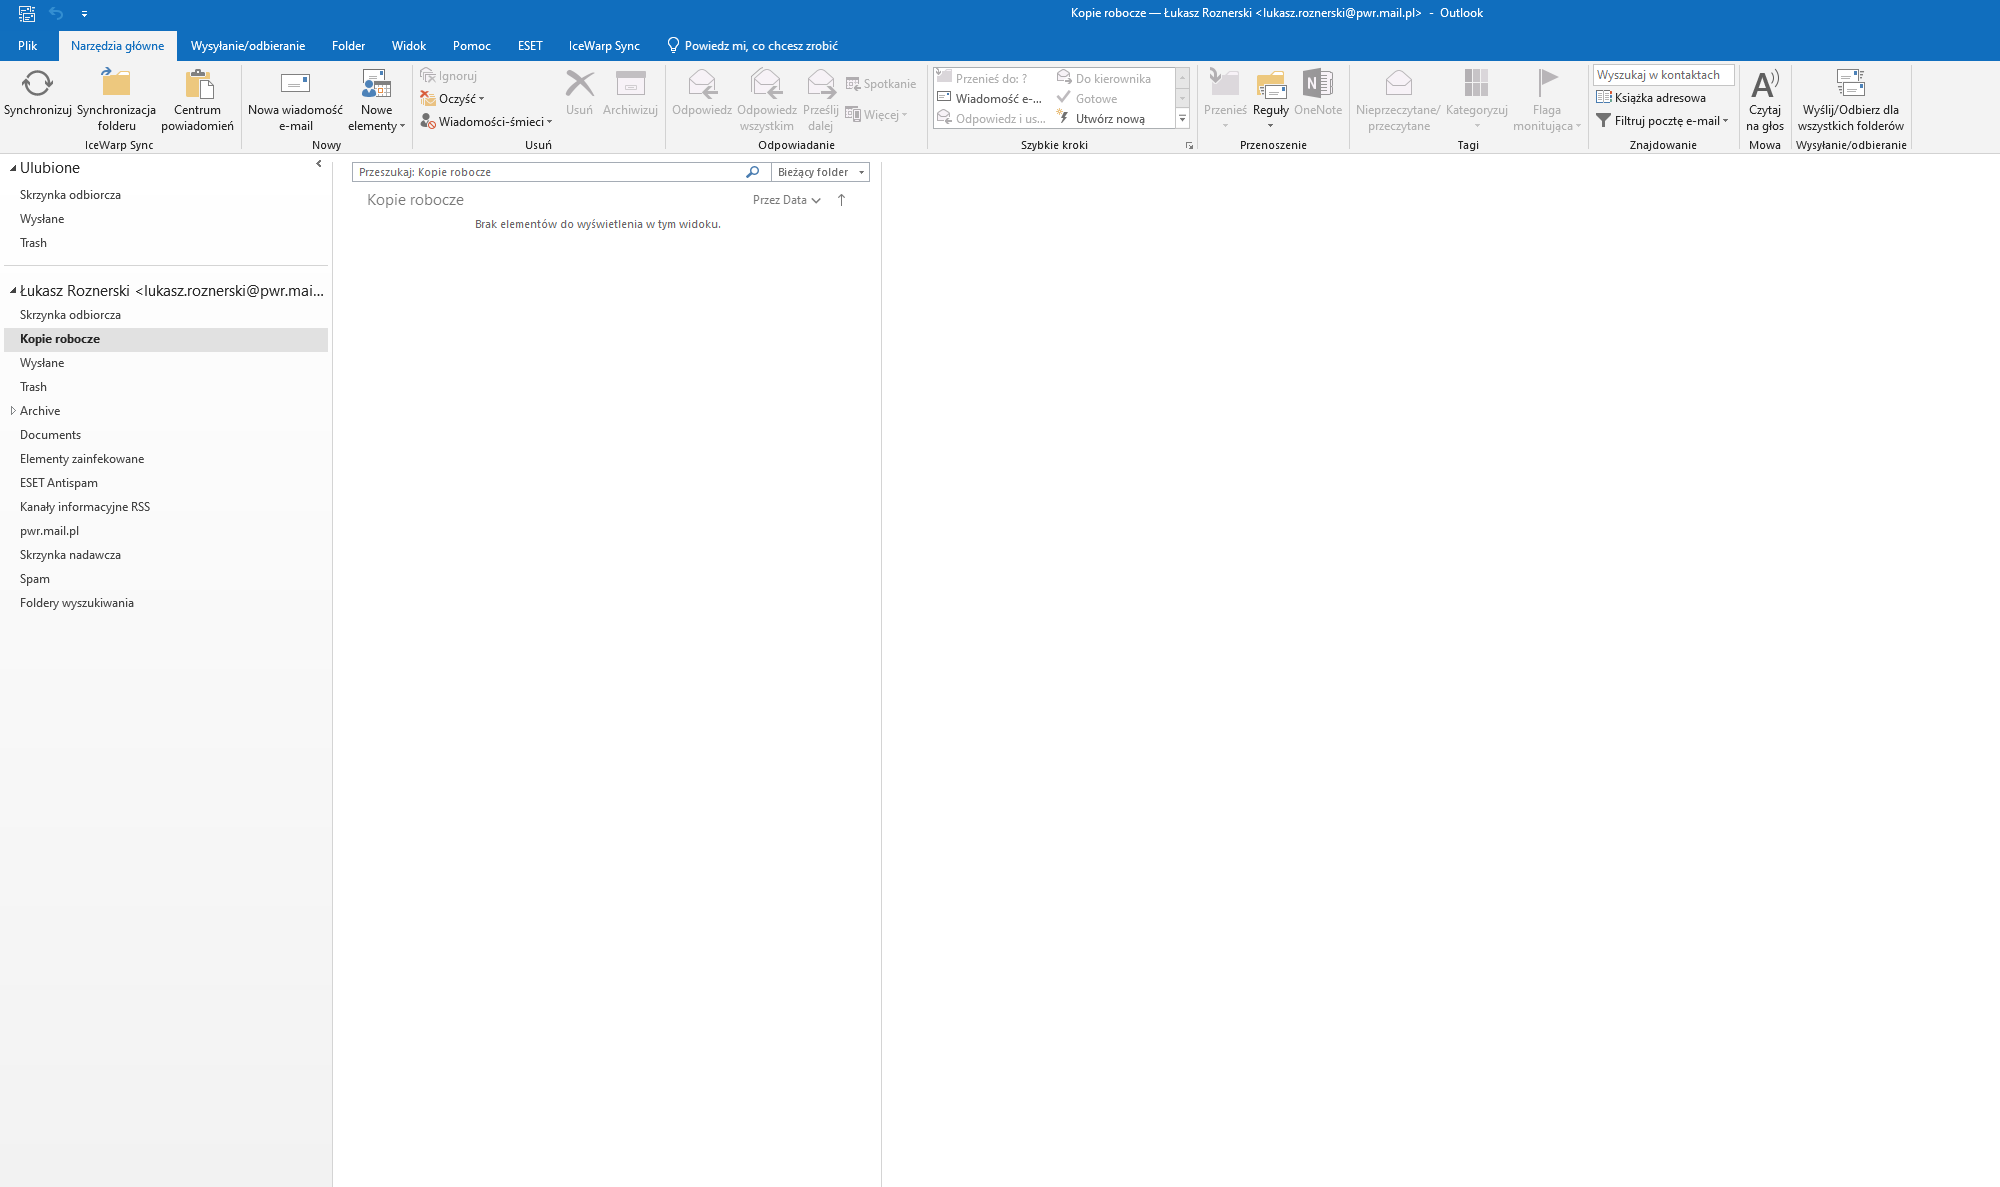 Kopie robocze — Łukasz Roznerski <lukasz.roznerski@pwr.mail.pl> - Outlook
Plik Narzędzia główne Wysyłanie/odbieranie Folder Widok Pomoc ESET IceWarp Sync Powiedz mi, co chcesz zrobić
Synchronizuj
Synchronizacja
folderu
Centrum
powiadomień
IceWarp Sync
Nowa wiadomość
e-mail
Nowe
elementy
Nowy
Ignoruj
Oczyść
Wiadomości-śmieci
Usuń
Archiwizuj
Usuń
Odpowiedz
Odpowiedz
wszystkim
Prześlij
dalej
Spotkanie
Więcej
Odpowiadanie
Przenieś do: ?
Wiadomość e-...
Odpowiedz i us...
Do kierownika
Gotowe
Utwórz nową
Szybkie kroki
Przenieś
Reguły
OneNote
Przenoszenie
Nieprzeczytane/
przeczytane
Kategoryzuj
Flaga
monitująca
Tagi
Wyszukaj w kontaktach
Książka adresowa
Filtruj pocztę e-mail
Znajdowanie
Czytaj
na głos
Mowa
Wyślij/Odbierz dla
wszystkich folderów
Wysyłanie/odbieranie
Ulubione
Skrzynka odbiorcza
Wysłane
Trash
Łukasz Roznerski <lukasz.roznerski@pwr.mai...
Skrzynka odbiorcza
Kopie robocze
Wysłane
Trash
Archive
Documents
Elementy zainfekowane
ESET Antispam
Kanały informacyjne RSS
pwr.mail.pl
Skrzynka nadawcza
Spam
Foldery wyszukiwania
Przeszukaj: Kopie robocze
Bieżący folder
Kopie robocze
Przez Data
Brak elementów do wyświetlenia w tym widoku.